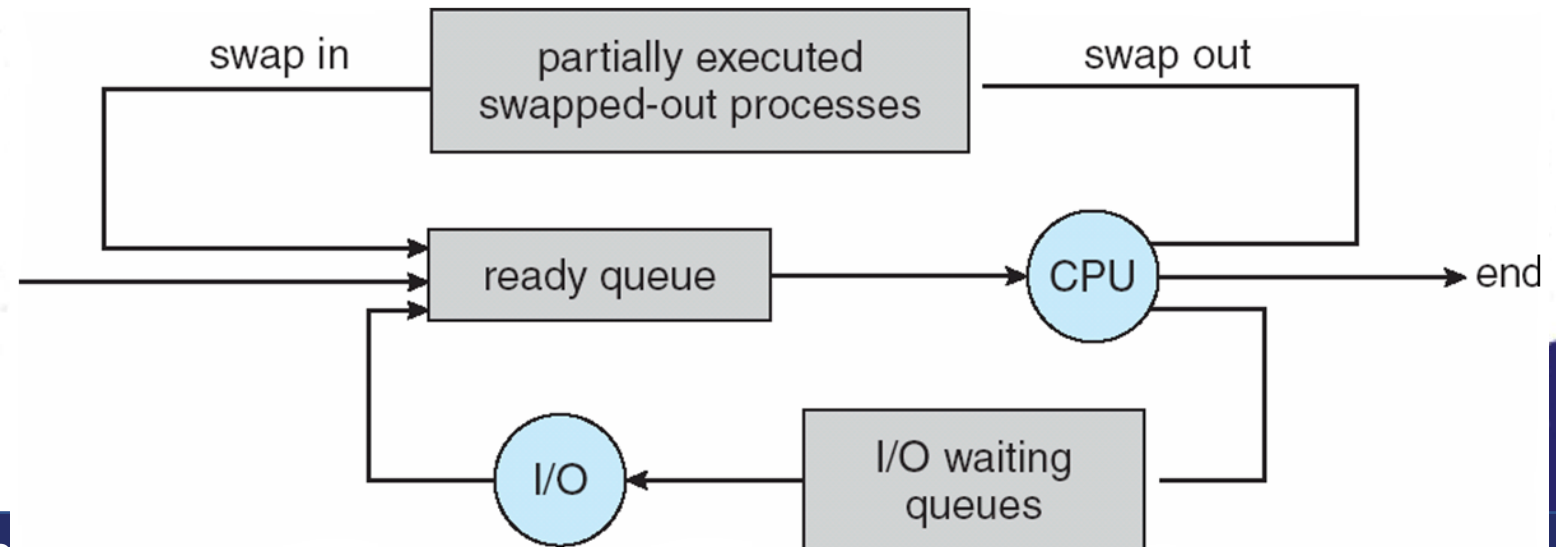 swap in
partially executed
swapped-out processes
swap out
ready queue
CPU
end
I/O
I/O waiting
queues